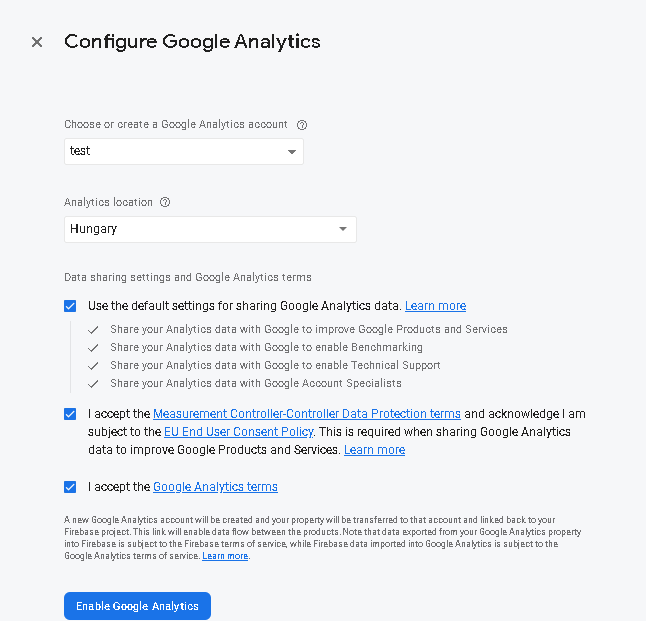 Configure Google Analytics
Choose or create a Google Analytics account
test
Analytics location
Hungary
Data sharing settings and Google Analytics terms
Use the default settings for sharing Google Analytics data. Learn more
Share your Analytics data with Google to improve Google Products and Services
Share your Analytics data with Google to enable Benchmarking
Share your Analytics data with Google to enable Technical Support
Share your Analytics data with Google Account Specialists
I accept the Measurement Controller-Controller Data Protection terms and acknowledge I am
subject to the EU End User Consent Policy. This is required when sharing Google Analytics
data to improve Google Products and Services. Learn more
I accept the Google Analytics terms
A new Google Analytics account will be created and your property will be transferred to that account and linked back to your
Firebase project. This link will enable data flow between the products. Note that data exported from your Google Analytics property
into Firebase is subject to the Firebase terms of service, while Firebase data imported into Google Analytics is subject to the
Google Analytics terms of service. Learn more.
Enable Google Analytics